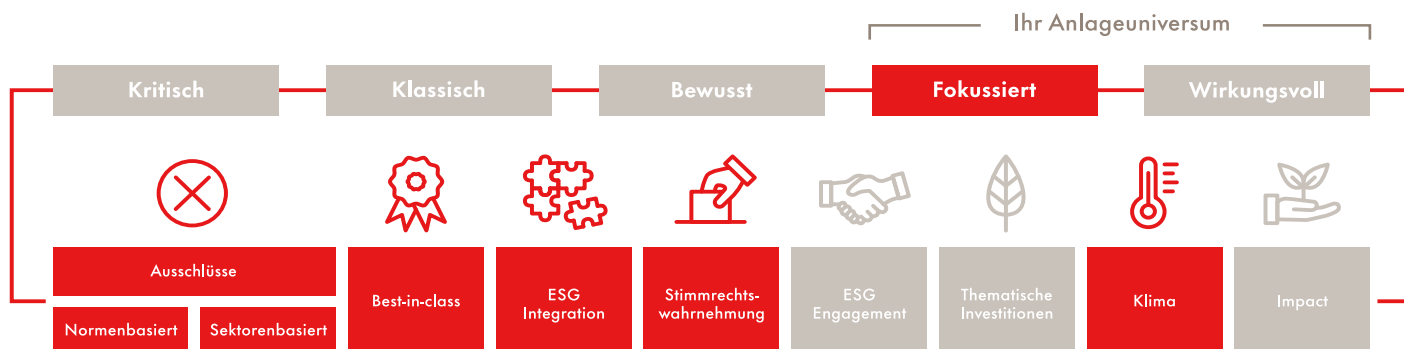 Ihr Anlageuniversum
Kritisch
Klassisch
Bewusst
Fokussiert
Wirkungsvoll
Ausschlüsse
Normenbasiert
Sektorenbasiert
Best-in-class
ESG
Integration
Stimmrechts-
wahrnehmung
ESG
Engagement
Thematische
Investitionen
Klima
Impact